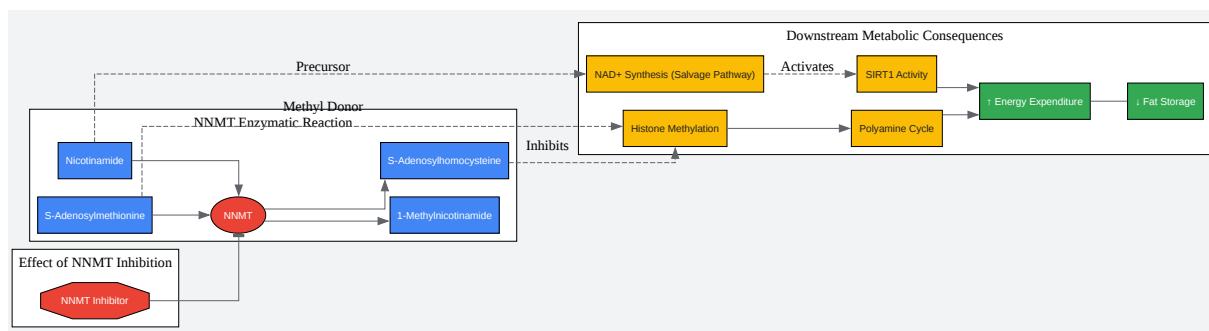 Downstream Metabolic Consequences
Precursor
NAD+ Synthesis (Salvage Pathway)
Activates
SIRT1 Activity
↑ Energy Expenditure
↓ Fat Storage
Methyl Donor
NNMT Enzymatic Reaction
Histone Methylation
Polyamine Cycle
Inhibits
Nicotinamide
S-Adenosylhomocysteine
S-Adenosylmethionine
NNMT
1-Methylnicotinamide
Effect of NNMT Inhibition
NNMT Inhibitor